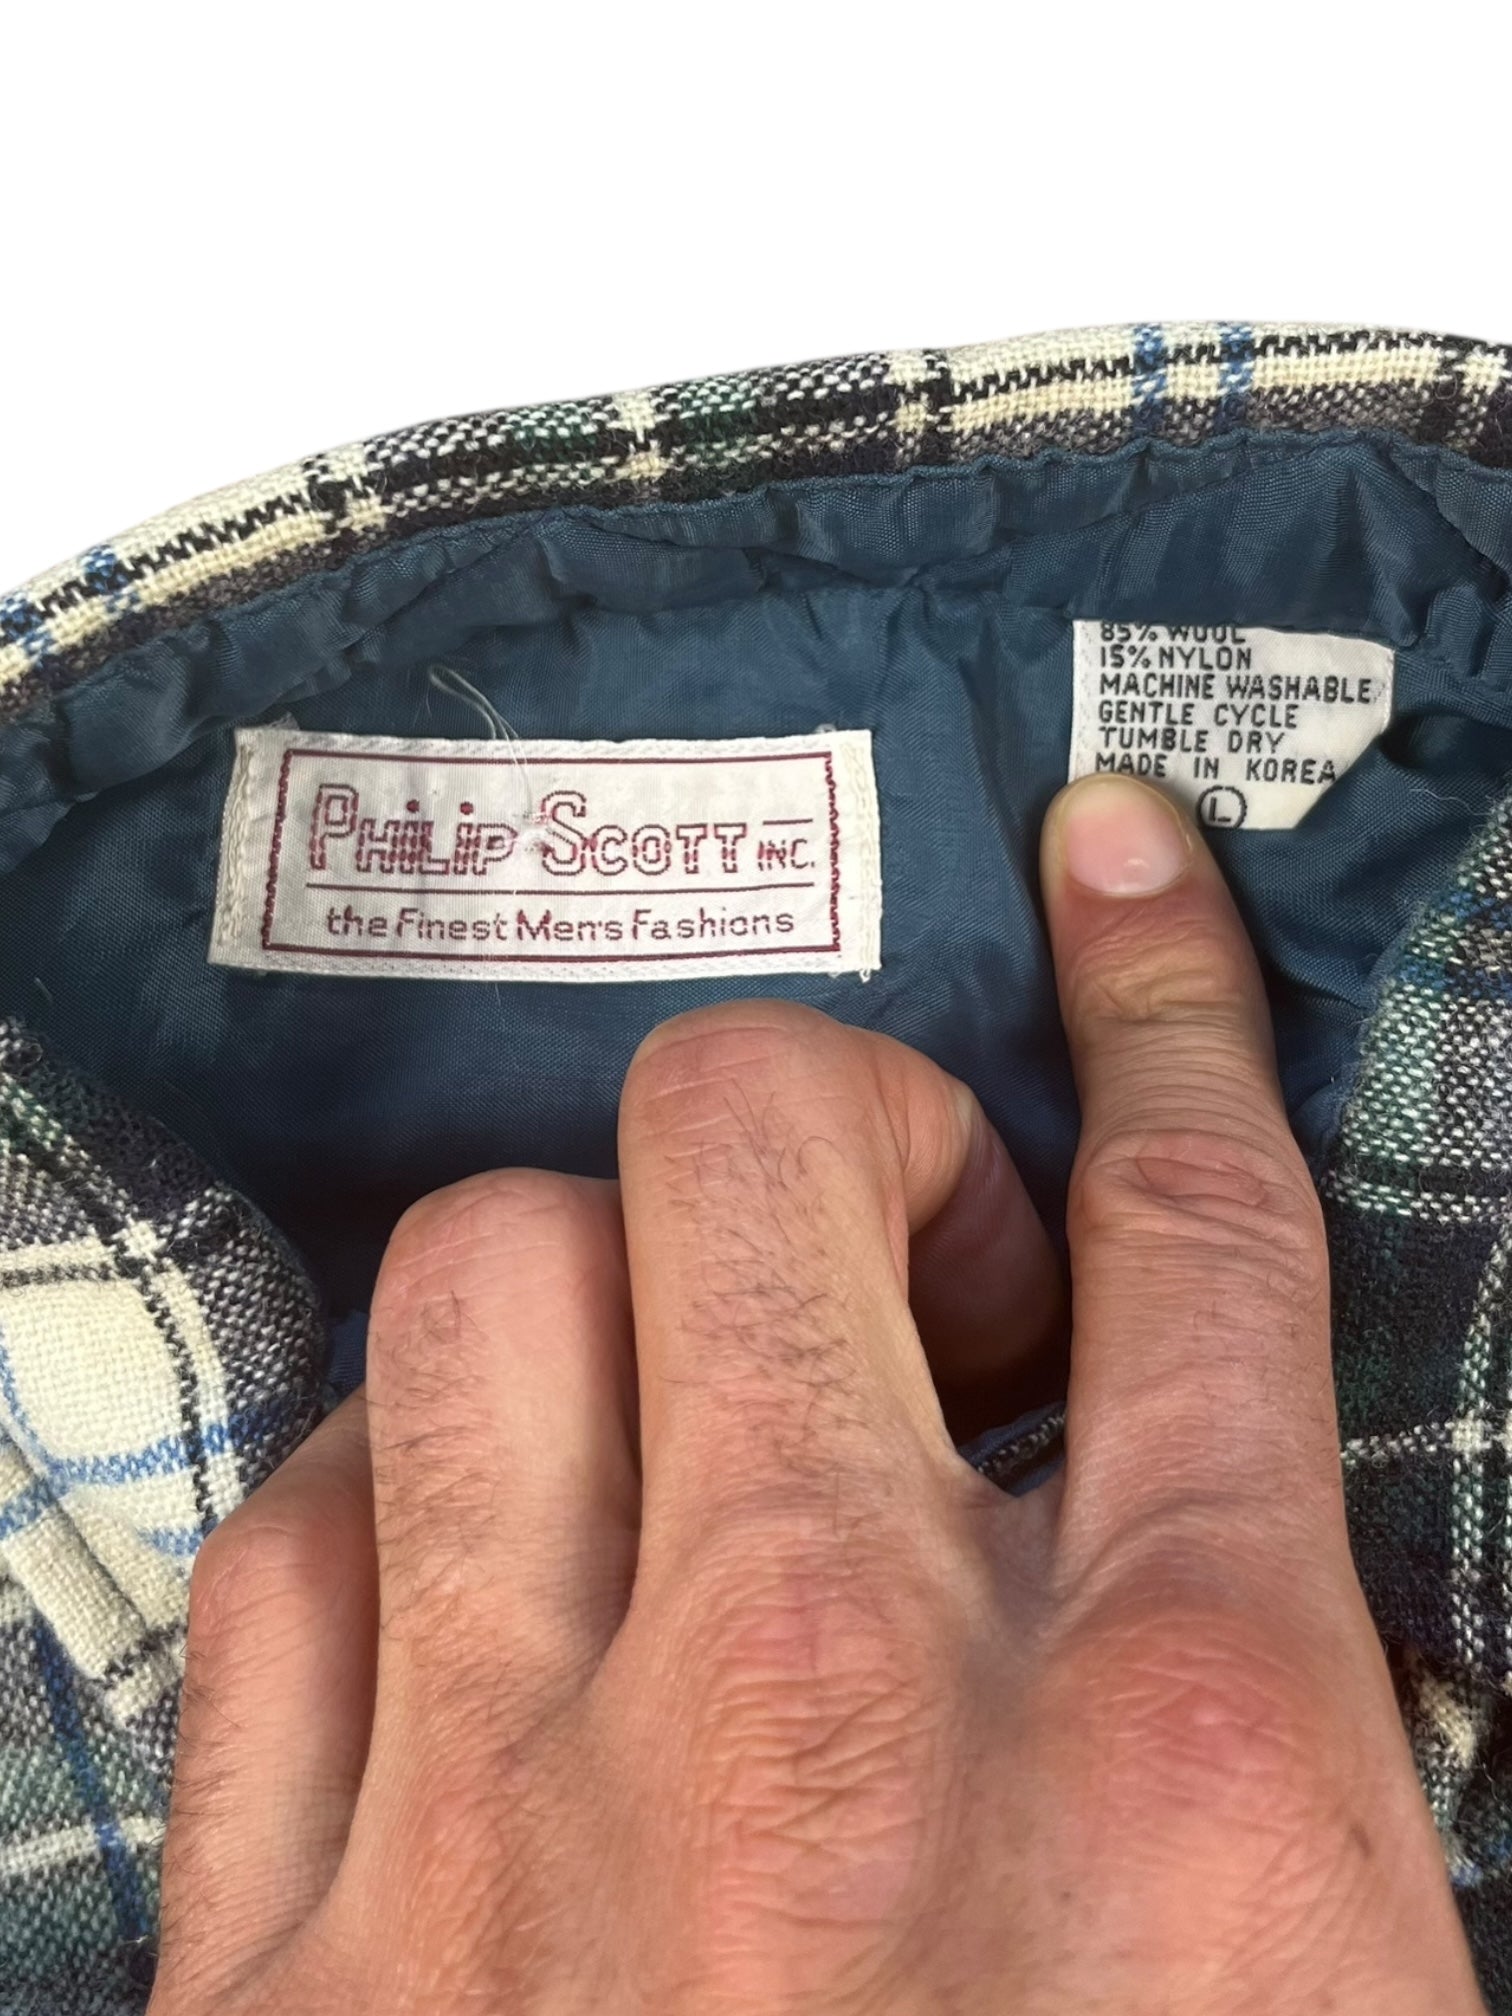 PHiLiP SCOTT INC.
the Finest Men's Fashions
85% WOOL
15% NYLON
MACHINE WASHABLE
GENTLE CYCLE
TUMBLE DRY
MADE IN KOREA
L